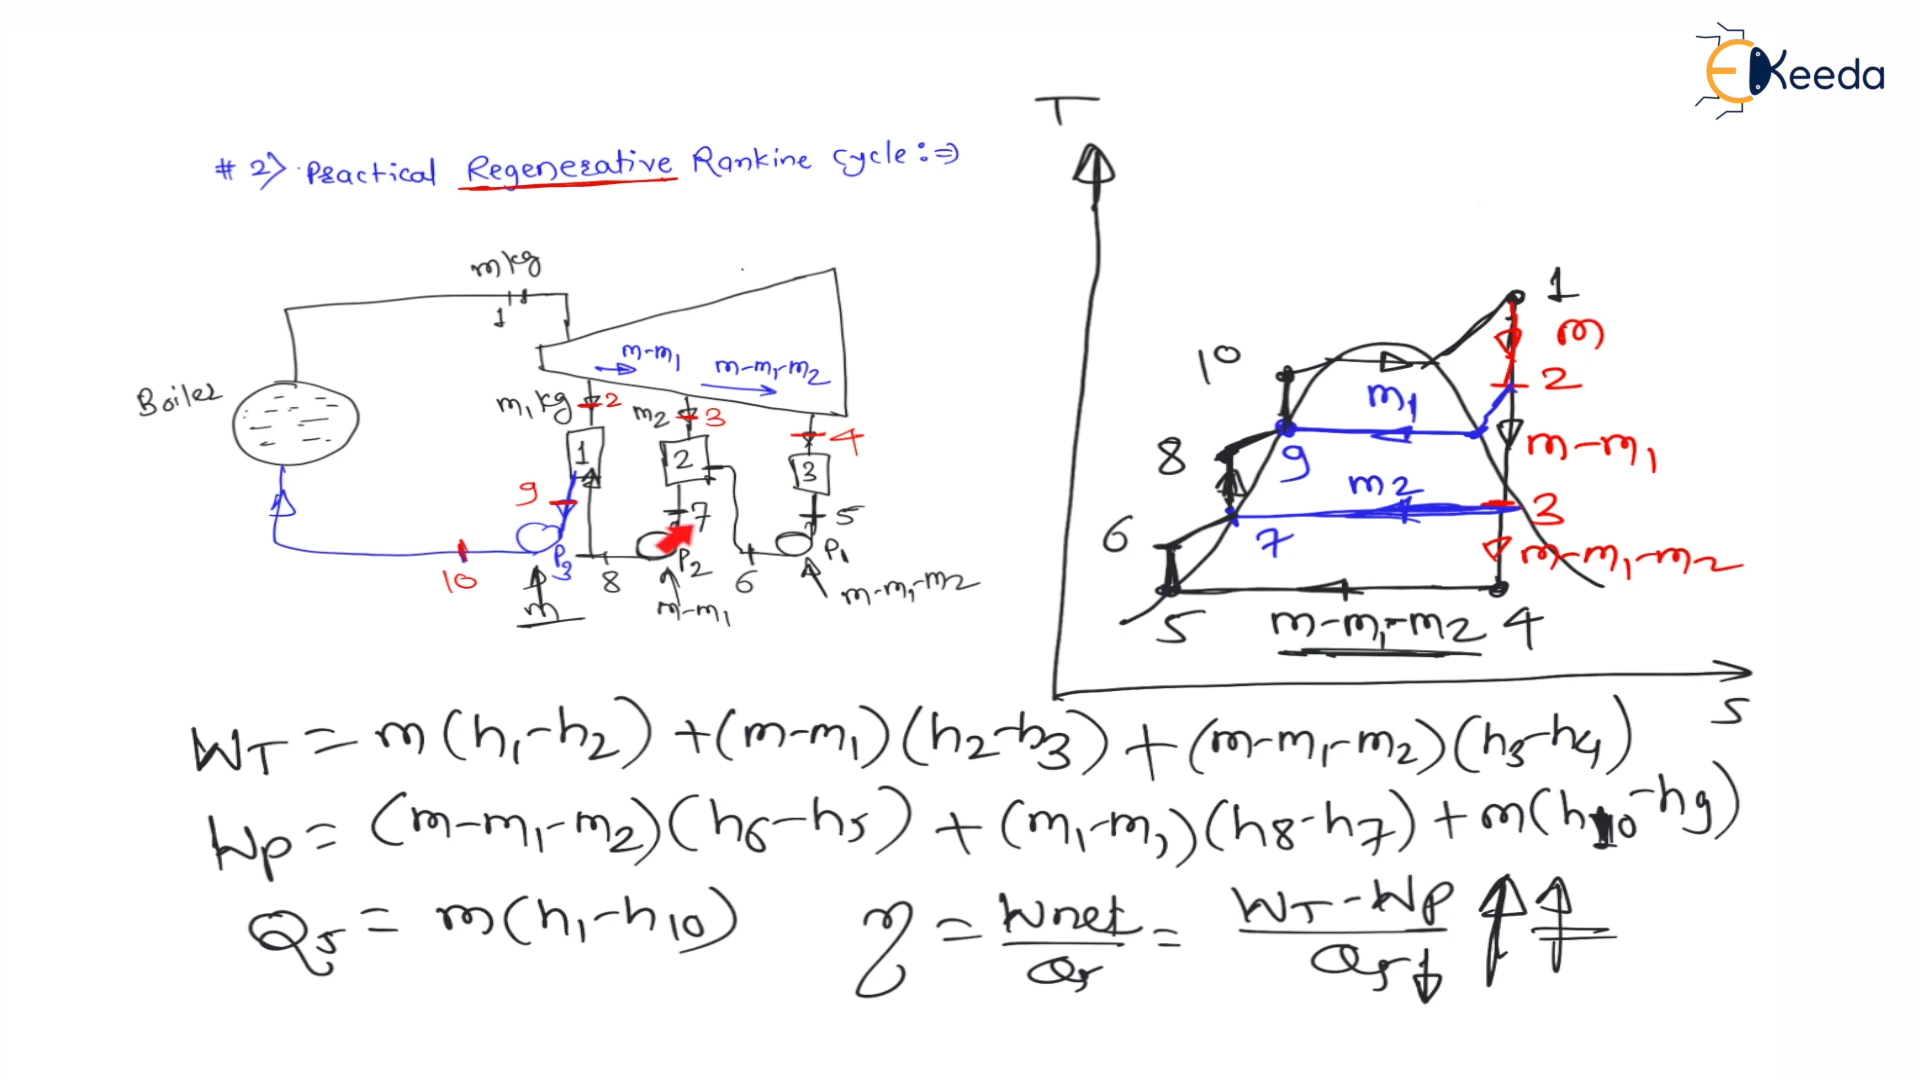 EKeeda
# 2) Practical Regenerative Rankine Cycle :⇒
T
m kg
1
m-m1
m-m1-m2
Boiler
m1 kg
2
m2
3
4
1
2
3
9
7
5
P3
P2
P1
10
8
6
m
m-m1
m-m1-m2
1
m
10
2
m1
8
9
m-m1
m2
3
6
7
m-m1-m2
5
m-m1-m2
4
S
WT = m(h1-h2) + (m-m1)(h2-h3) + (m-m1-m2)(h3-h4)
Wp = (m-m1-m2)(h6-h5) + (m1-m2)(h8-h7) + m(h10-h9)
Qs = m(h1-h10) η = Wnet/Qs = WT-Wp/Qs↓ ↑ ↑